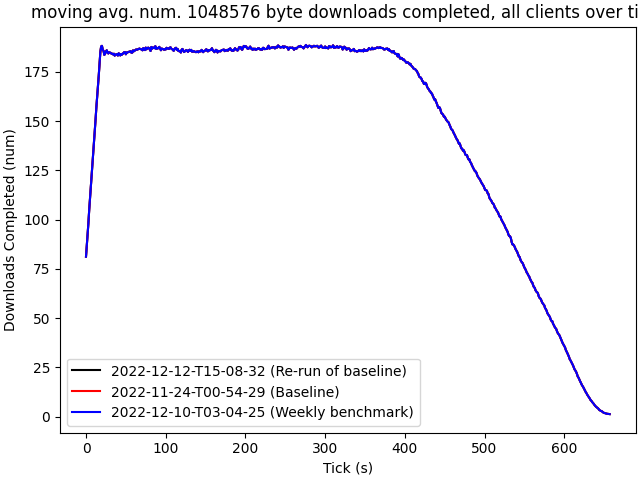 moving avg. num. 1048576 byte downloads completed, all clients over ti
Downloads Completed (num)
175
150
125
100
75
50
25
0
2022-12-12-T15-08-32 (Re-run of baseline)
2022-11-24-T00-54-29 (Baseline)
2022-12-10-T03-04-25 (Weekly benchmark)
0 100 200 300 400 500 600
Tick (s)